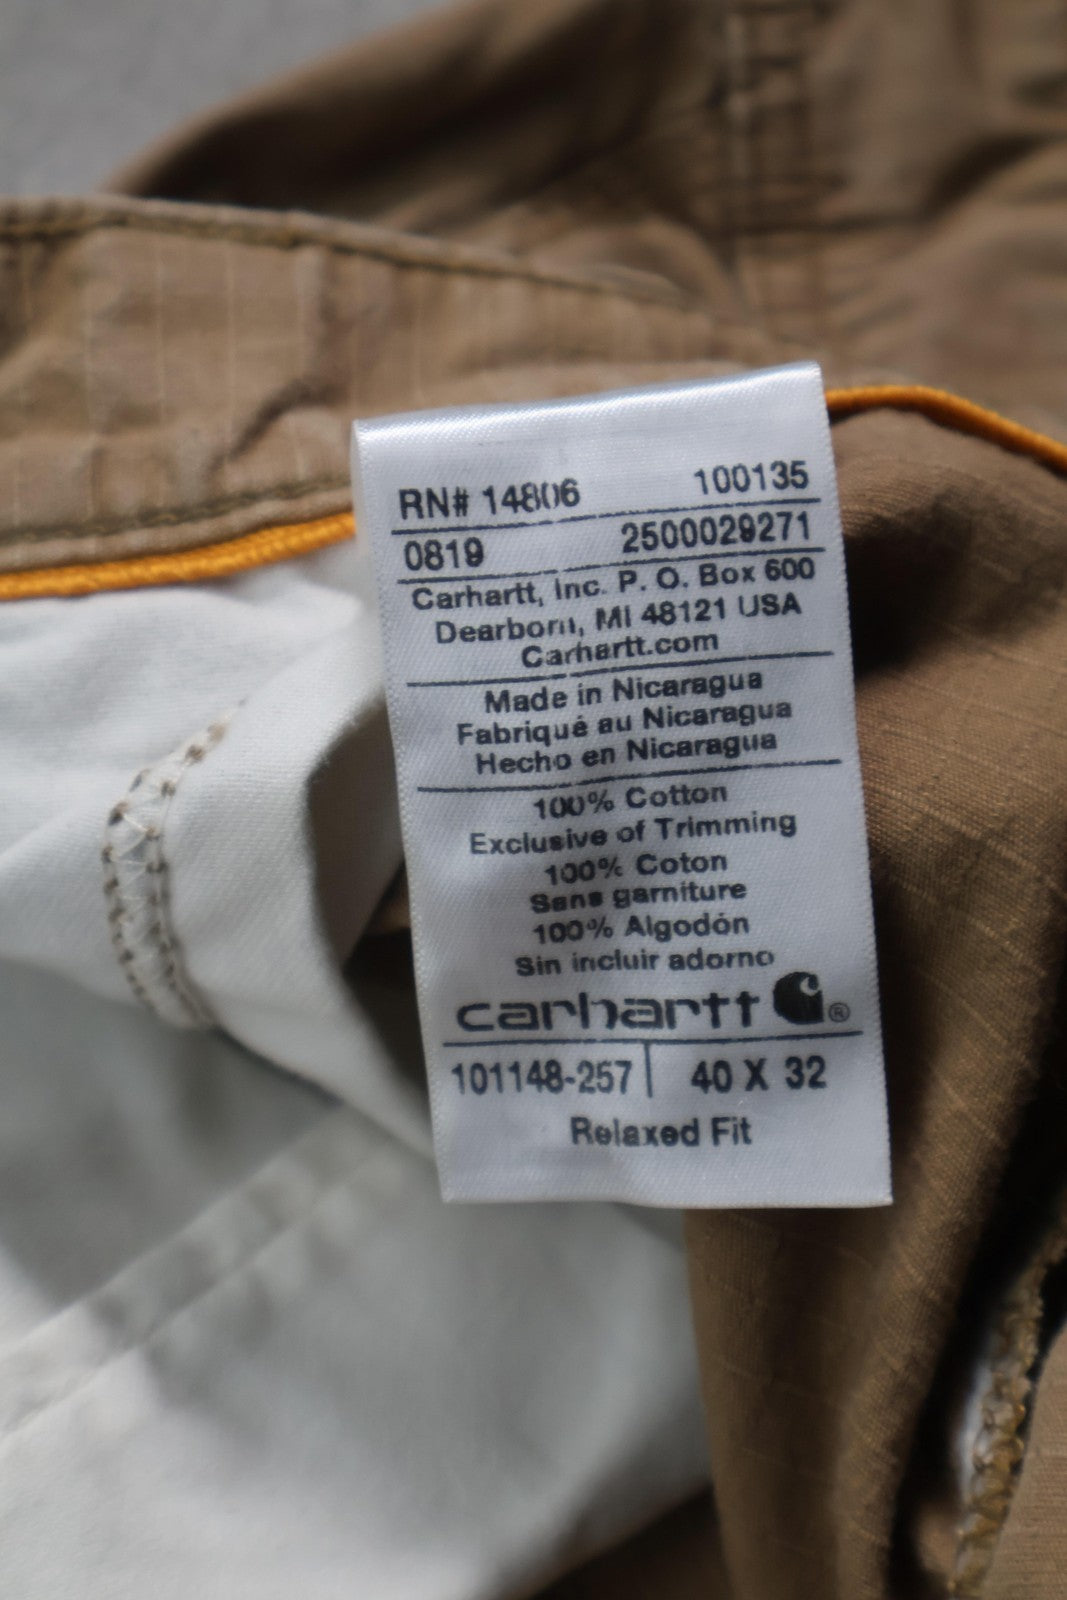 RN# 14806 100135
0819 2500029271
Carhartt, Inc. P. O. Box 600
Dearborn, MI 48121 USA
Carhartt.com
Made in Nicaragua
Fabriqué au Nicaragua
Hecho en Nicaragua
100% Cotton
Exclusive of Trimming
100% Coton
Sans garniture
100% Algodón
Sin incluir adorno
carhartt ®
101148-257 | 40 X 32
Relaxed Fit